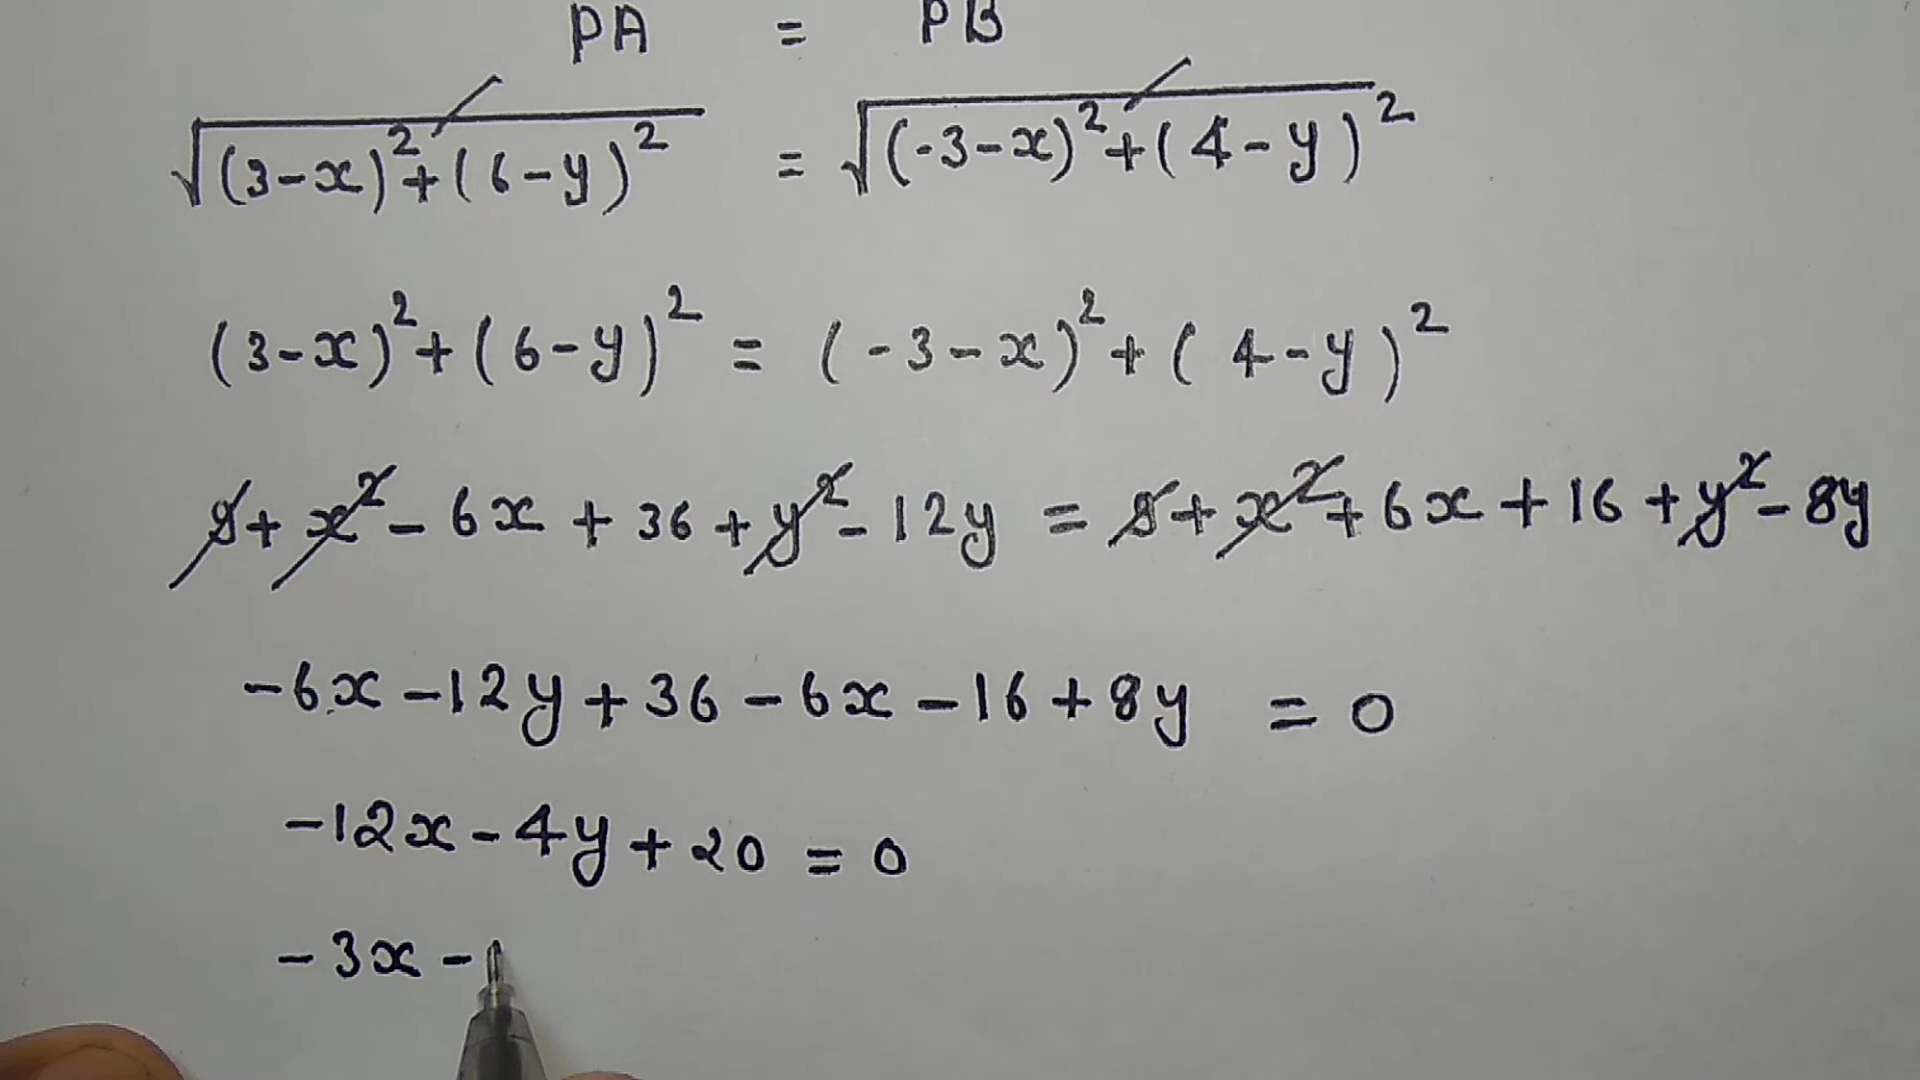 PA = PB
√(3-x)²+(6-y)² = √(-3-x)²+(4-y)²
(3-x)²+(6-y)² = (-3-x)²+(4-y)²
9+x²-6x+36+y²-12y = 9+x²+6x+16+y²-8y
-6x-12y+36-6x-16+8y = 0
-12x-4y+20 = 0
-3x-